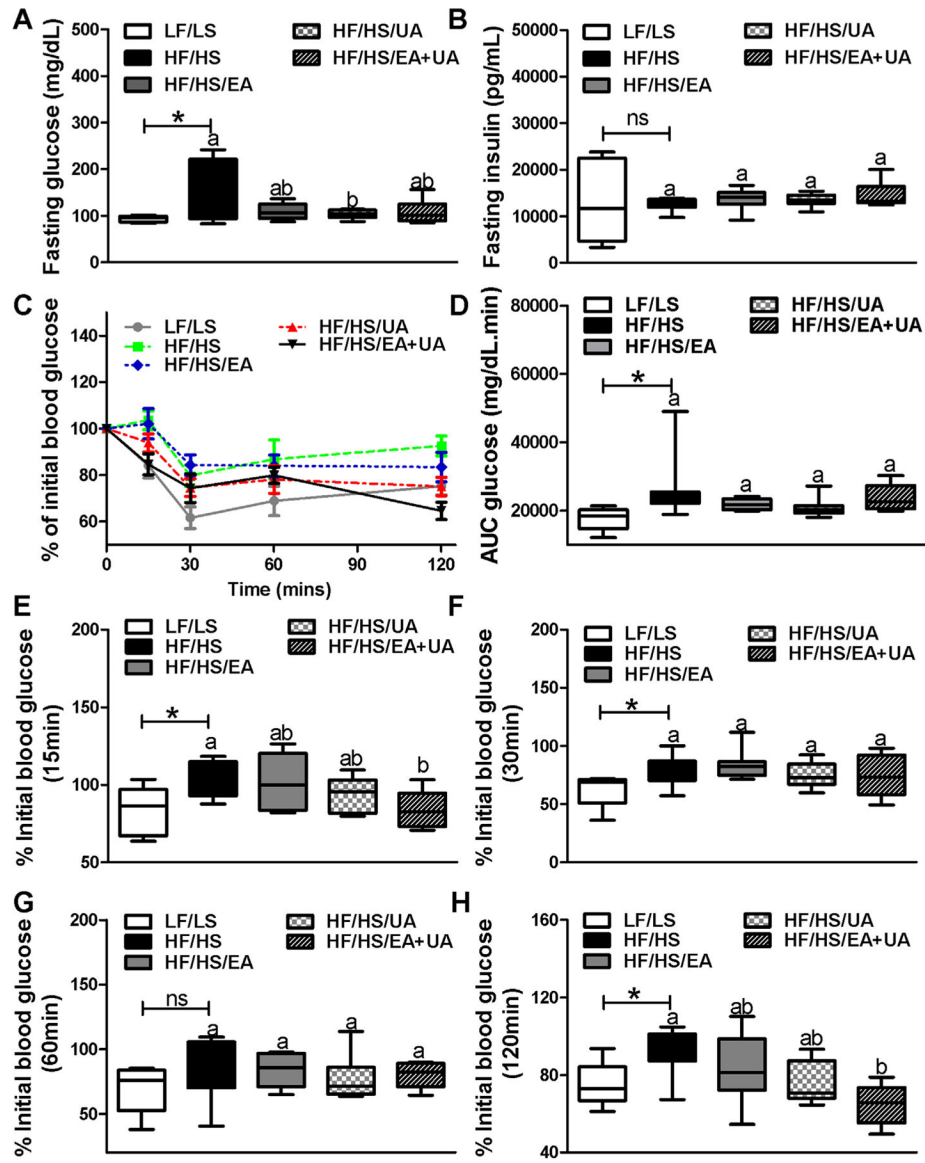 A
Fasting glucose (mg/dL)
500
400
300
200
100
0
LF/LS
HF/HS
HF/HS/EA
HF/HS/UA
HF/HS/EA+UA
*
a
ab
b
ab
B
Fasting insulin (pg/mL)
50000
40000
30000
20000
10000
0
LF/LS
HF/HS
HF/HS/EA
HF/HS/UA
HF/HS/EA+UA
ns
a
a
a
a
C
% of initial blood glucose
140
120
100
80
60
LF/LS
HF/HS
HF/HS/EA
HF/HS/UA
HF/HS/EA+UA
0
30
60
90
120
Time (mins)
D
AUC glucose (mg/dL.min)
80000
60000
40000
20000
0
LF/LS
HF/HS
HF/HS/EA
HF/HS/UA
HF/HS/EA+UA
*
a
a
a
a
E
% Initial blood glucose
(15min)
200
150
100
50
LF/LS
HF/HS
HF/HS/EA
HF/HS/UA
HF/HS/EA+UA
*
a
ab
ab
b
F
% Initial blood glucose
(30min)
200
150
100
50
0
LF/LS
HF/HS
HF/HS/EA
HF/HS/UA
HF/HS/EA+UA
*
a
a
a
a
G
% Initial blood glucose
(60min)
200
150
100
50
LF/LS
HF/HS
HF/HS/EA
HF/HS/UA
HF/HS/EA+UA
ns
a
a
a
a
H
% Initial blood glucose
(120min)
160
120
80
40
LF/LS
HF/HS
HF/HS/EA
HF/HS/UA
HF/HS/EA+UA
*
a
ab
ab
b